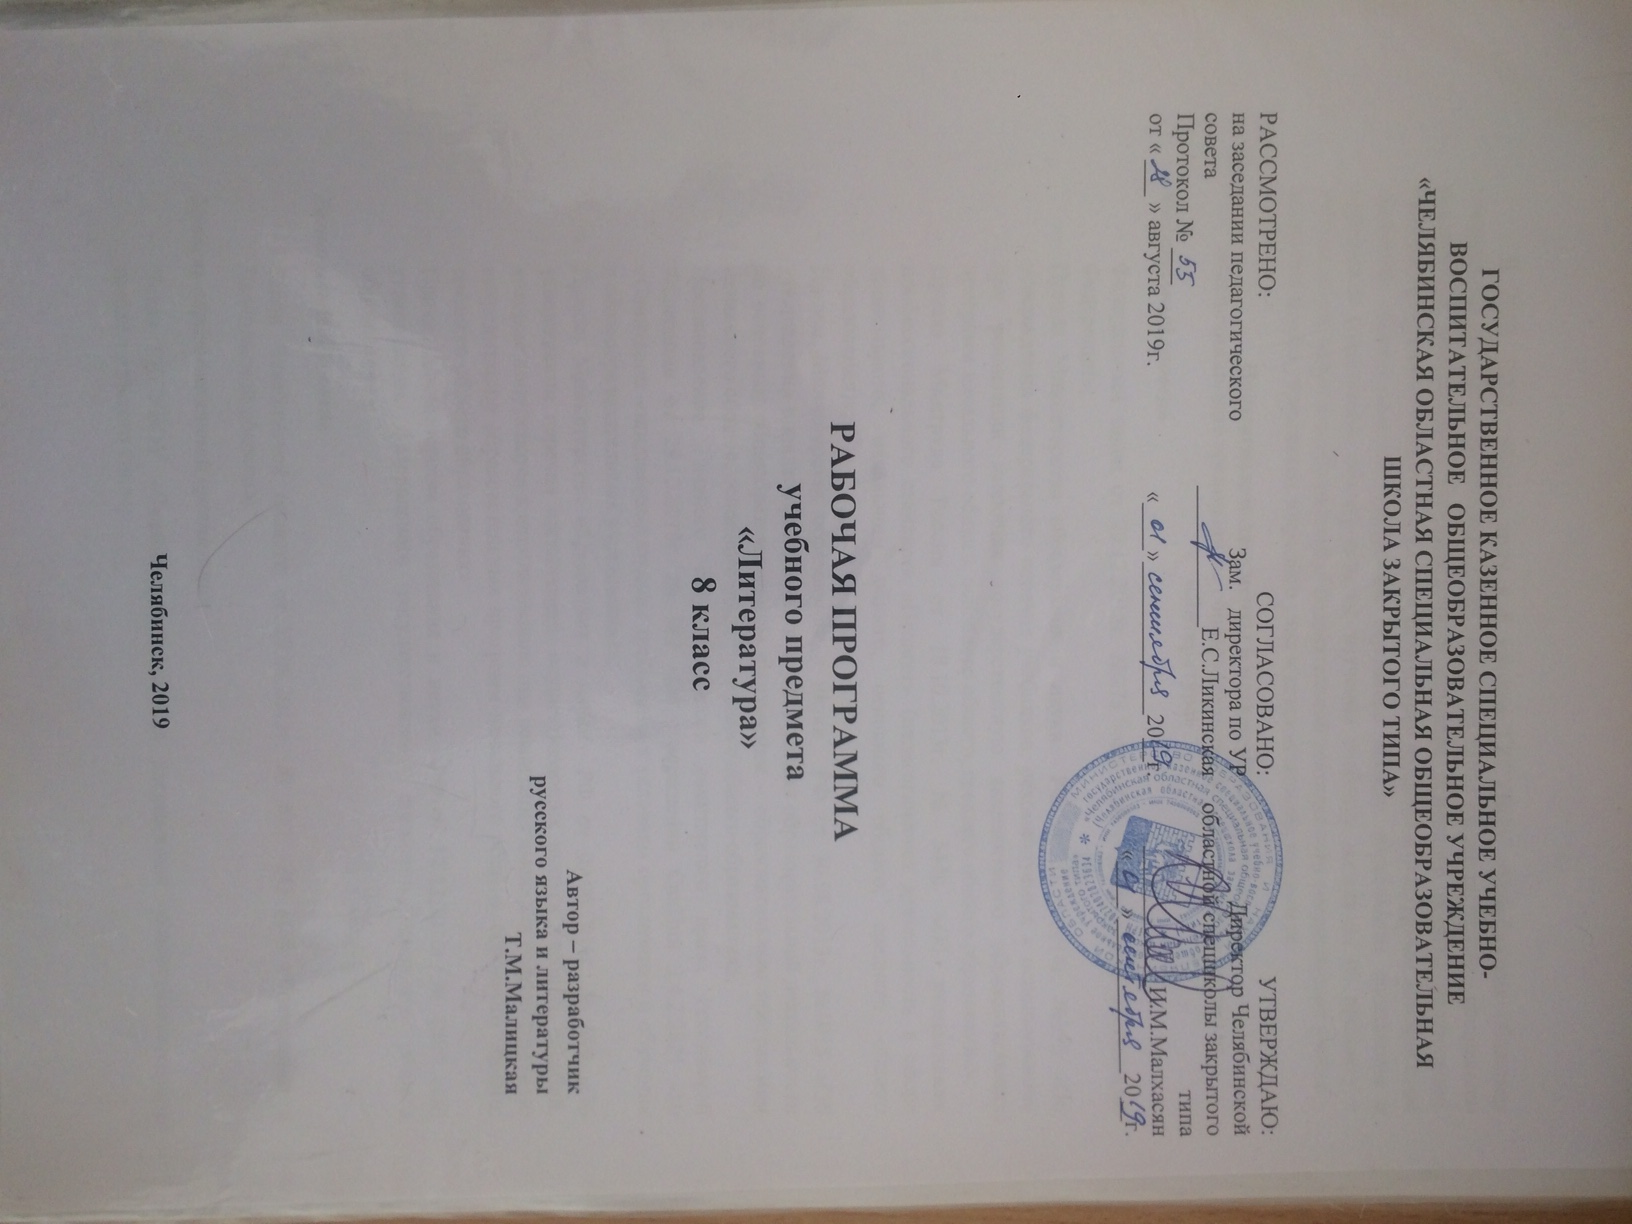 ГОСУДАРСТВЕННОЕ КАЗЕННОЕ СПЕЦИАЛЬНОЕ УЧЕБНО-
ВОСПИТАТЕЛЬНОЕ ОБЩЕОБРАЗОВАТЕЛЬНОЕ УЧРЕЖДЕНИЕ
«ЧЕЛЯБИНСКАЯ ОБЛАСТНАЯ СПЕЦИАЛЬНАЯ ОБЩЕОБРАЗОВАТЕЛЬНАЯ
ШКОЛА ЗАКРЫТОГО ТИПА»
РАССМОТРЕНО:
на заседании педагогического
совета
Протокол № 55
от « 28 » августа 2019г.
СОГЛАСОВАНО:
Зам. директора по УР
Е.С.Ликинская
« 01 » сентября 2019г.
УТВЕРЖДАЮ:
Директор Челябинской
областной спецшколы закрытого
типа
И.М.Малхасян
« 01 » сентября 2019г.
РАБОЧАЯ ПРОГРАММА
учебного предмета
«Литература»
8 класс
Автор – разработчик
русского языка и литературы
Т.М.Малицкая
Челябинск, 2019